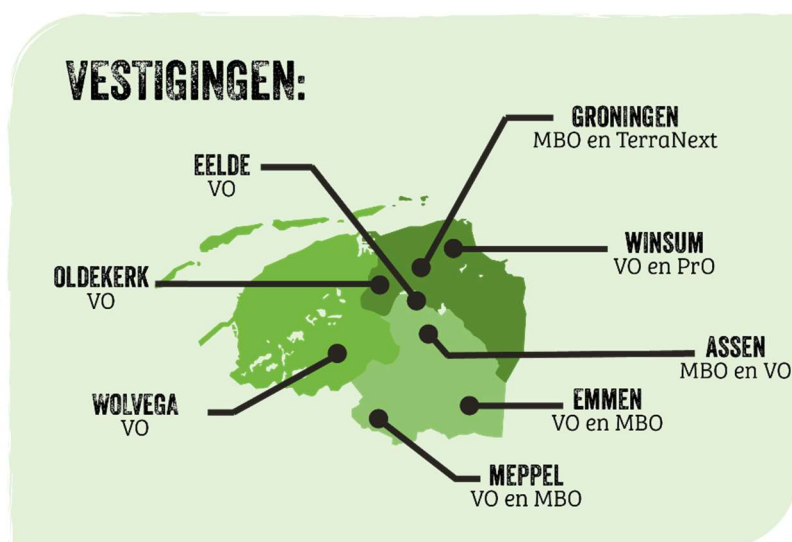 VESTIGINGEN:
GRONINGEN
MBO en TerraNext
EELDE
VO
WINSUM
VO en PrO
OLDEKERK
VO
ASSEN
MBO en VO
WOLVEGA
VO
EMMEN
VO en MBO
MEPPEL
VO en MBO